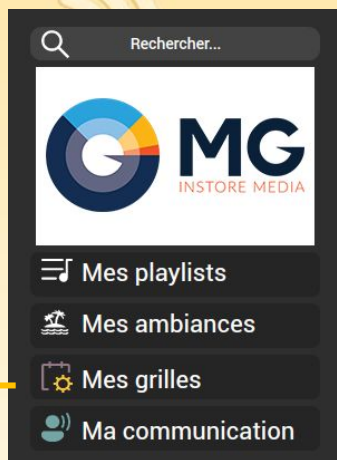 Rechercher...
MG
INSTORE MEDIA
Mes playlists
Mes ambiances
Mes grilles
Ma communication